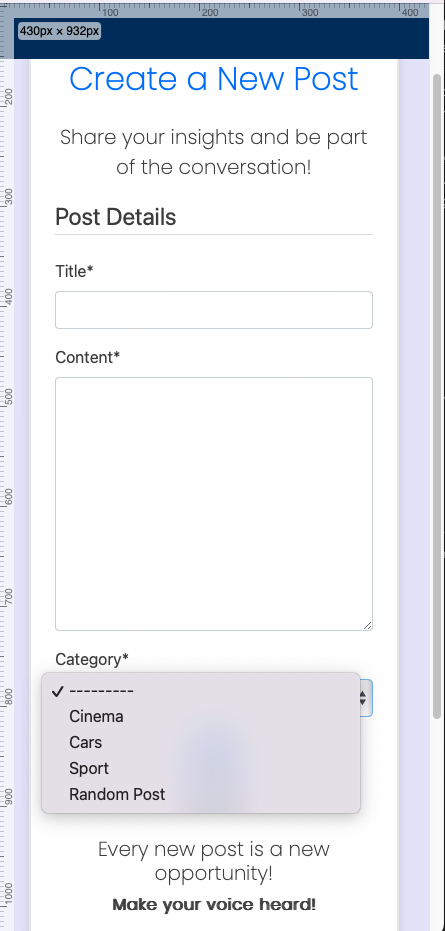 100 200 300 400
430px × 932px
200
Create a New Post
Share your insights and be part
of the conversation!
300
Post Details
Title*
400
Content*
500
600
700
Category*
800
✓ ---------
Cinema
Cars
Sport
Random Post
900
Every new post is a new
opportunity!
Make your voice heard!
1000